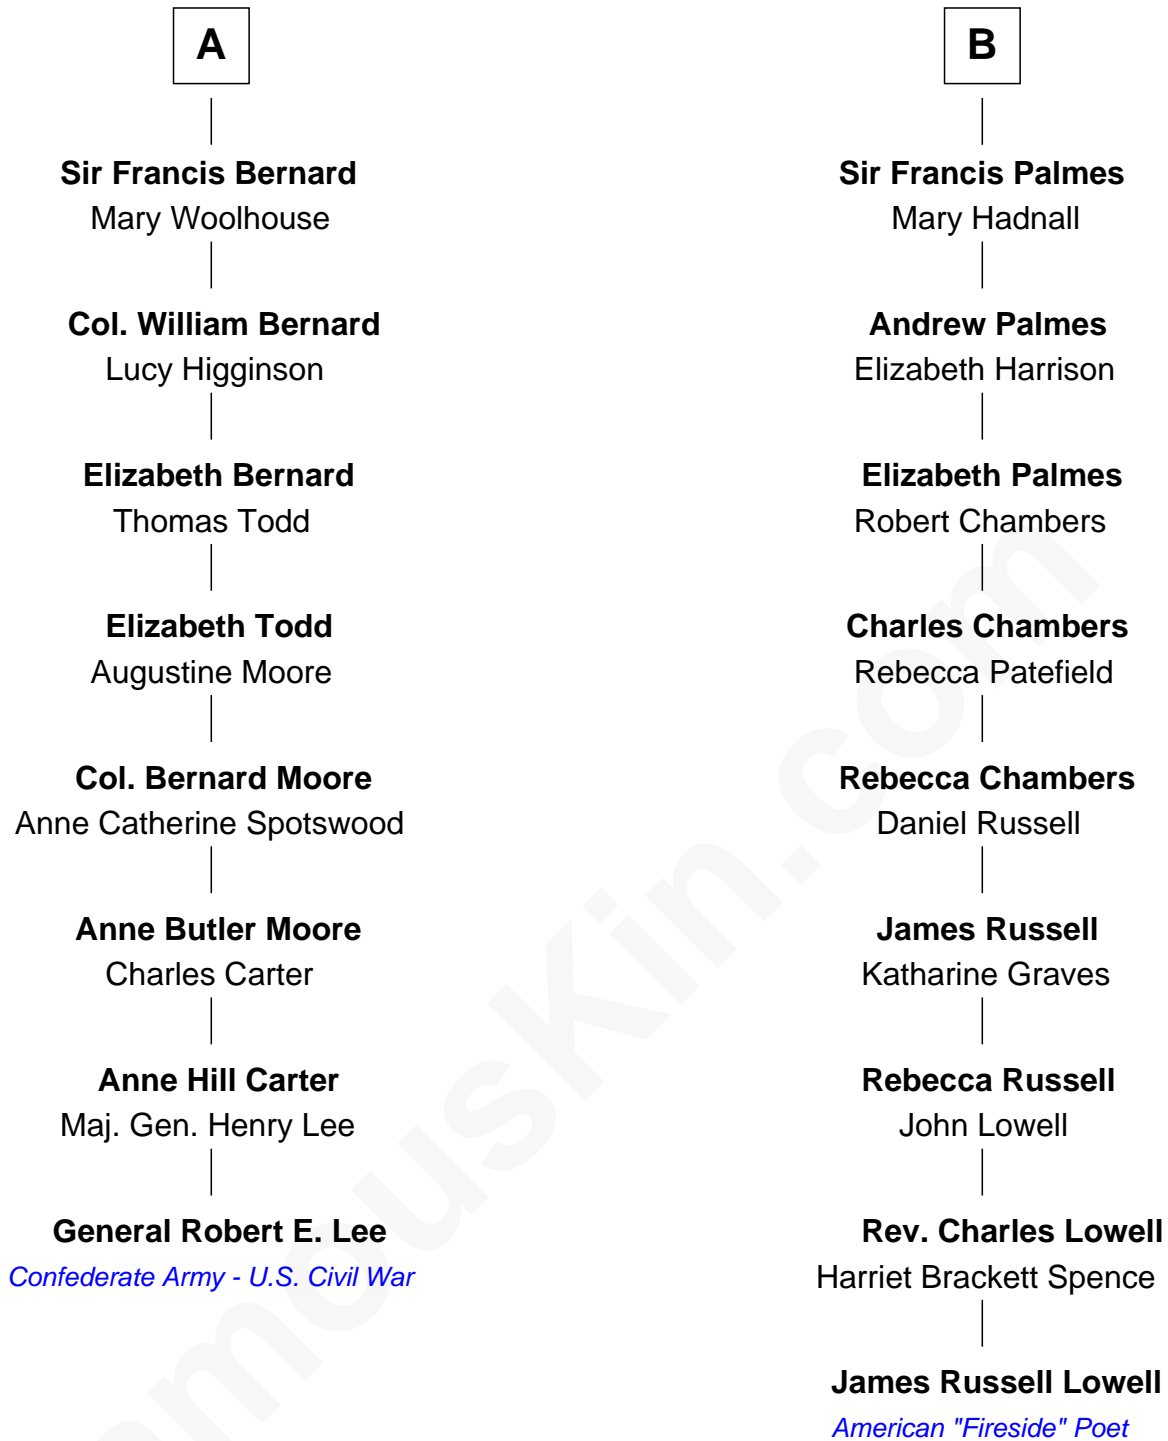 A
Sir Francis Bernard
Mary Woolhouse
Col. William Bernard
Lucy Higginson
Elizabeth Bernard
Thomas Todd
Elizabeth Todd
Augustine Moore
Col. Bernard Moore
Anne Catherine Spotswood
Anne Butler Moore
Charles Carter
Anne Hill Carter
Maj. Gen. Henry Lee
General Robert E. Lee
Confederate Army - U.S. Civil War
B
Sir Francis Palmes
Mary Hadnall
Andrew Palmes
Elizabeth Harrison
Elizabeth Palmes
Robert Chambers
Charles Chambers
Rebecca Patefield
Rebecca Chambers
Daniel Russell
James Russell
Katharine Graves
Rebecca Russell
John Lowell
Rev. Charles Lowell
Harriet Brackett Spence
James Russell Lowell
American "Fireside" Poet
amouskin.com